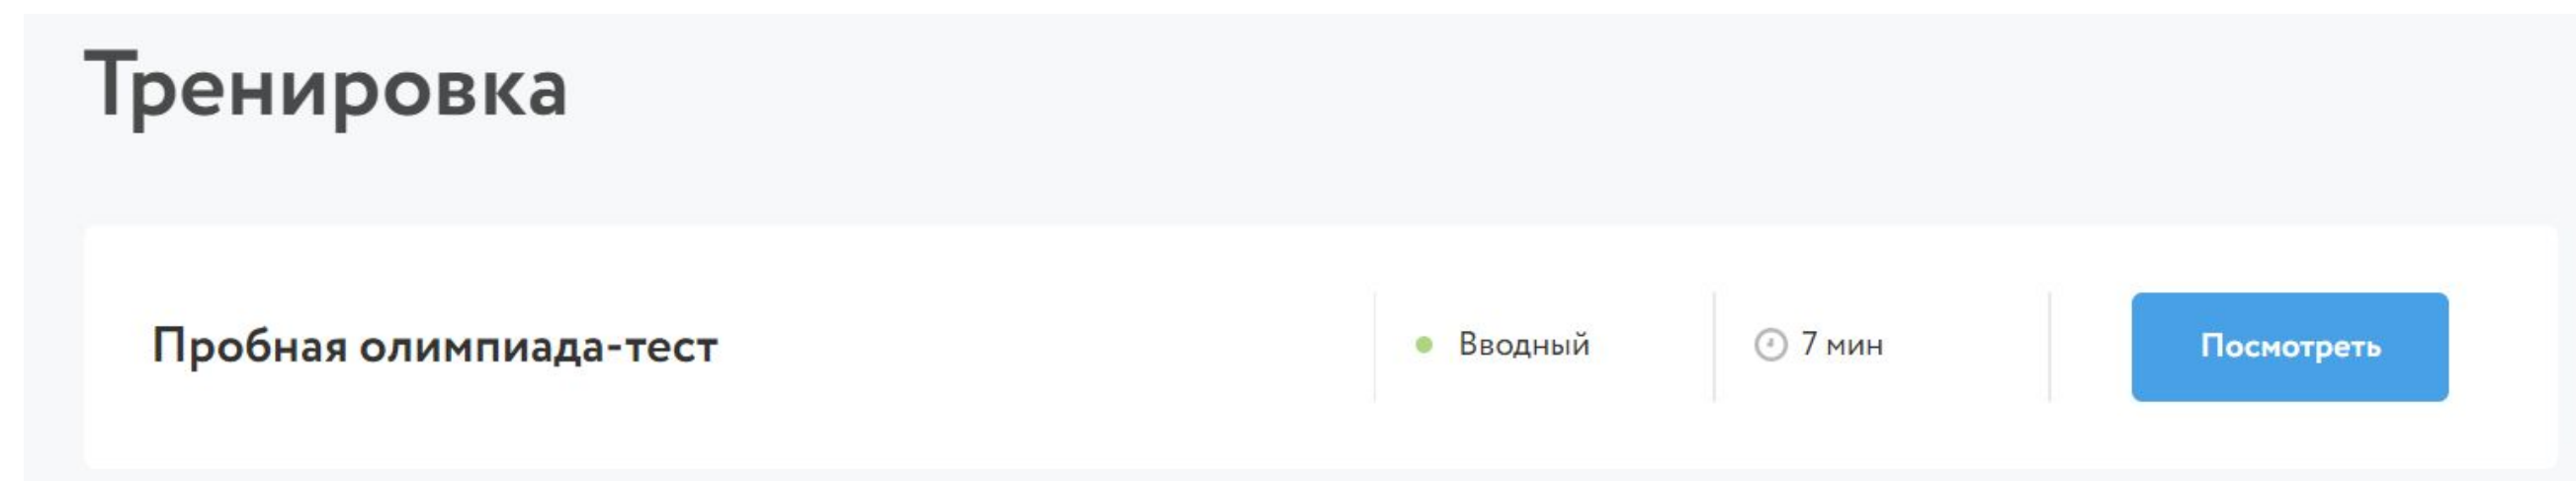 Тренировка
Пробная олимпиада-тест
Вводный
7 мин
Посмотреть